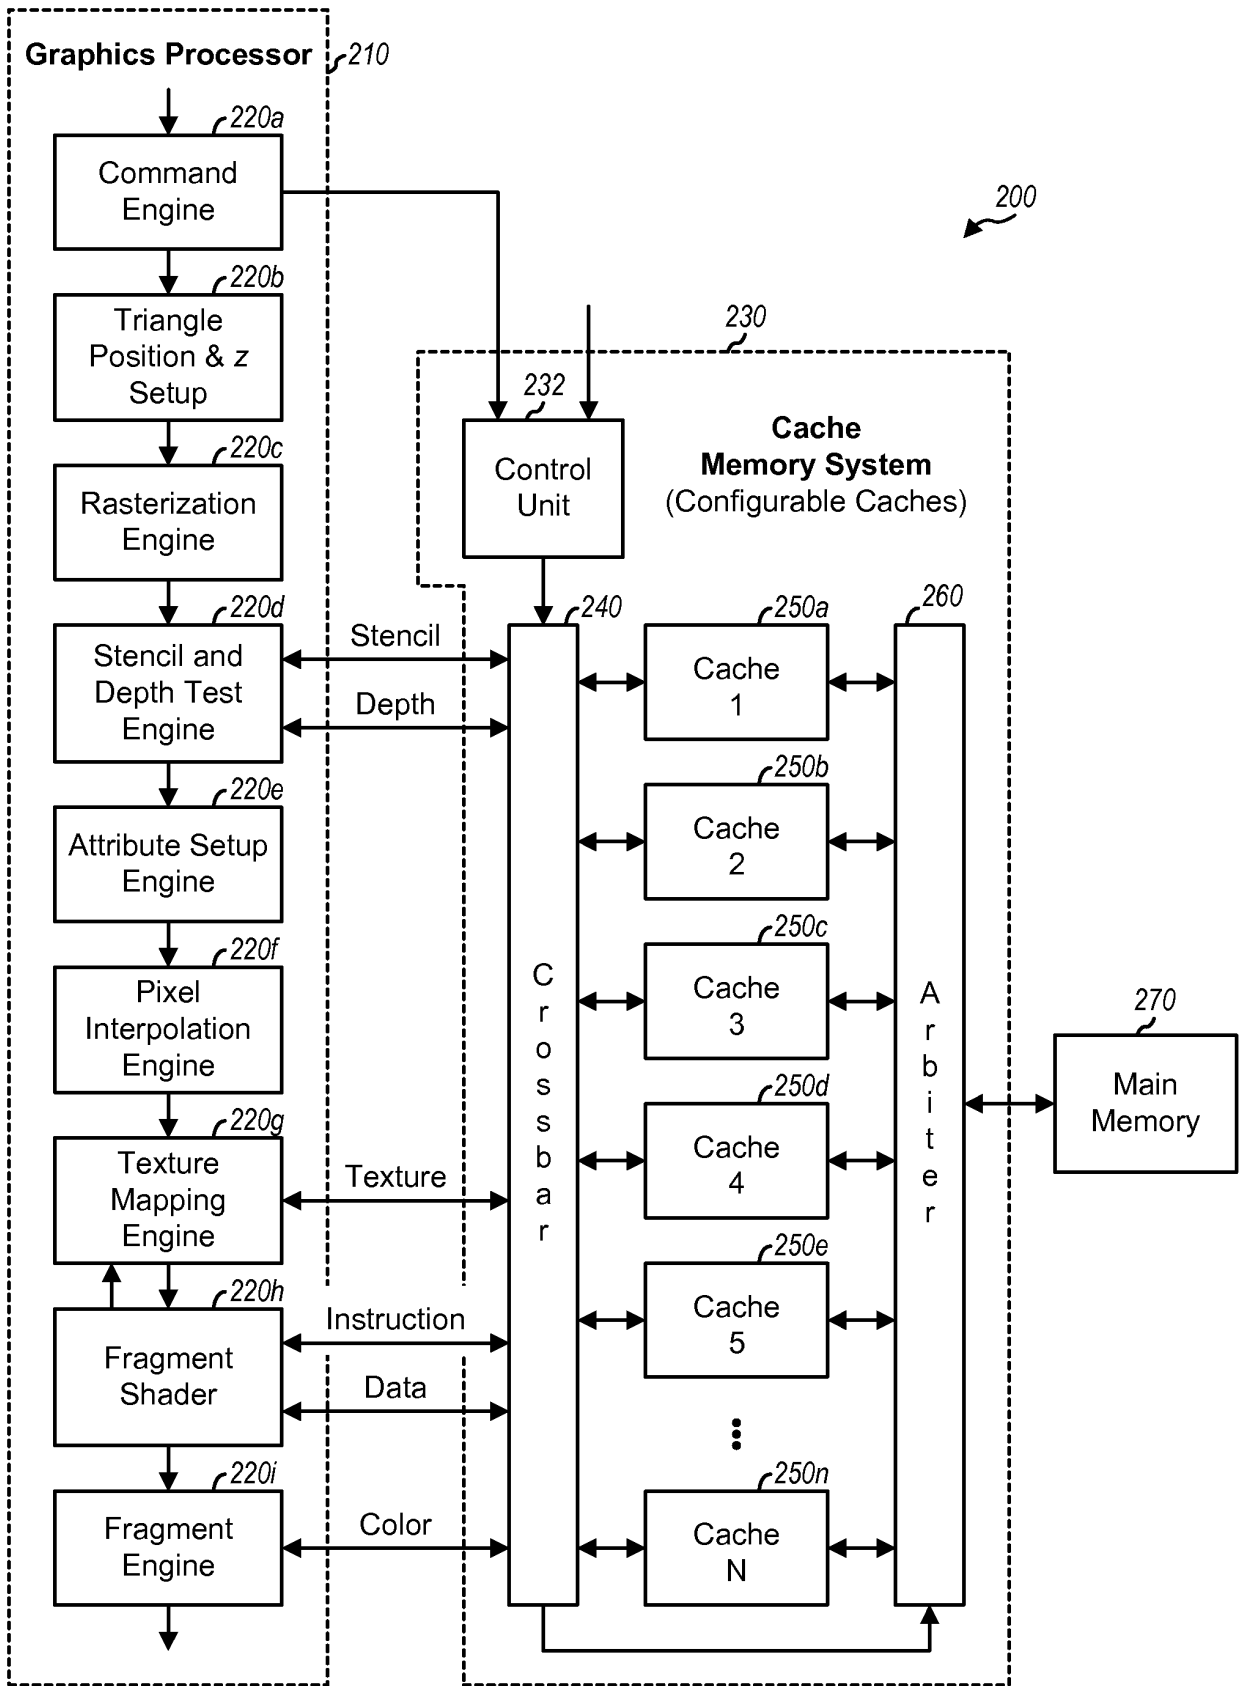 Graphics Processor
210
220a
Command
Engine
200
220b
Triangle
Position & z
Setup
230
232
Control
Unit
Cache
Memory System
(Configurable Caches)
220c
Rasterization
Engine
220d
Stencil and
Depth Test
Engine
Stencil
Depth
240
250a
Cache
1
260
250b
Cache
2
220e
Attribute Setup
Engine
250c
Cache
3
220f
Pixel
Interpolation
Engine
Crossbar
Arbiter
270
Main
Memory
250d
Cache
4
220g
Texture
Mapping
Engine
Texture
250e
Cache
5
220h
Fragment
Shader
Instruction
Data
220i
Fragment
Engine
Color
250n
Cache
N